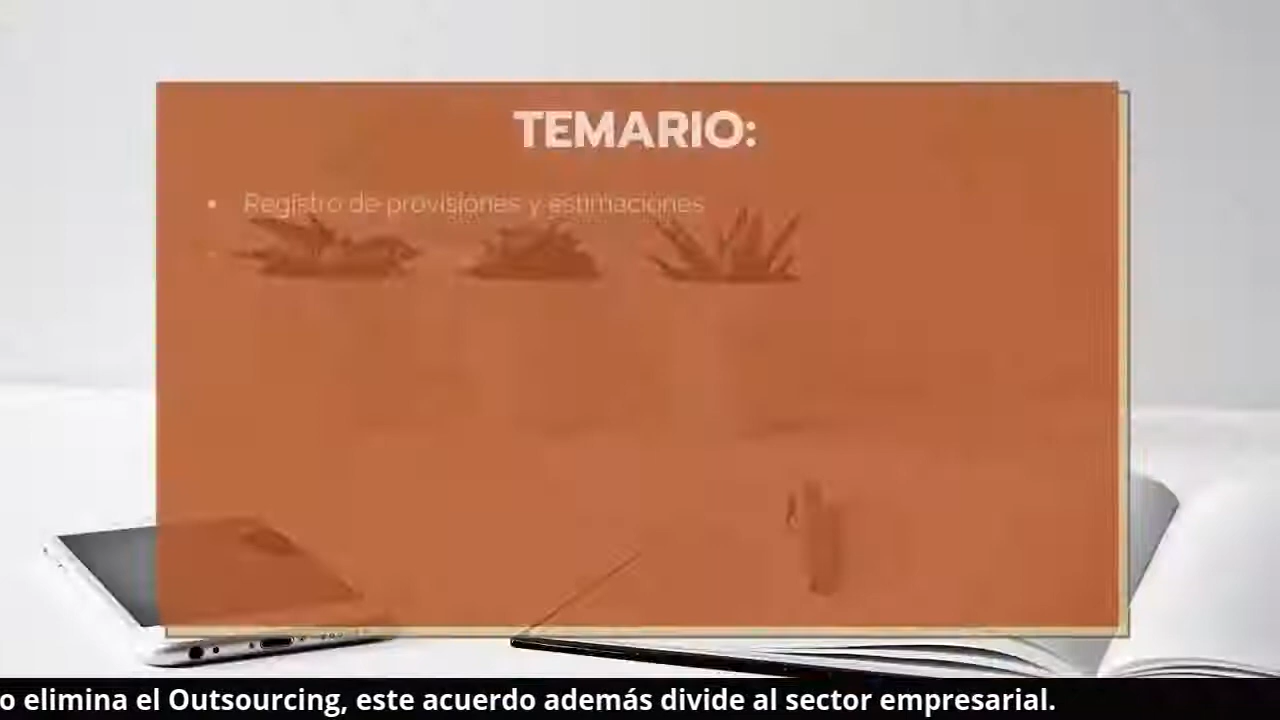 TEMARIO:
• Registro de provisiones y estimaciones
o elimina el Outsourcing, este acuerdo además divide al sector empresarial.